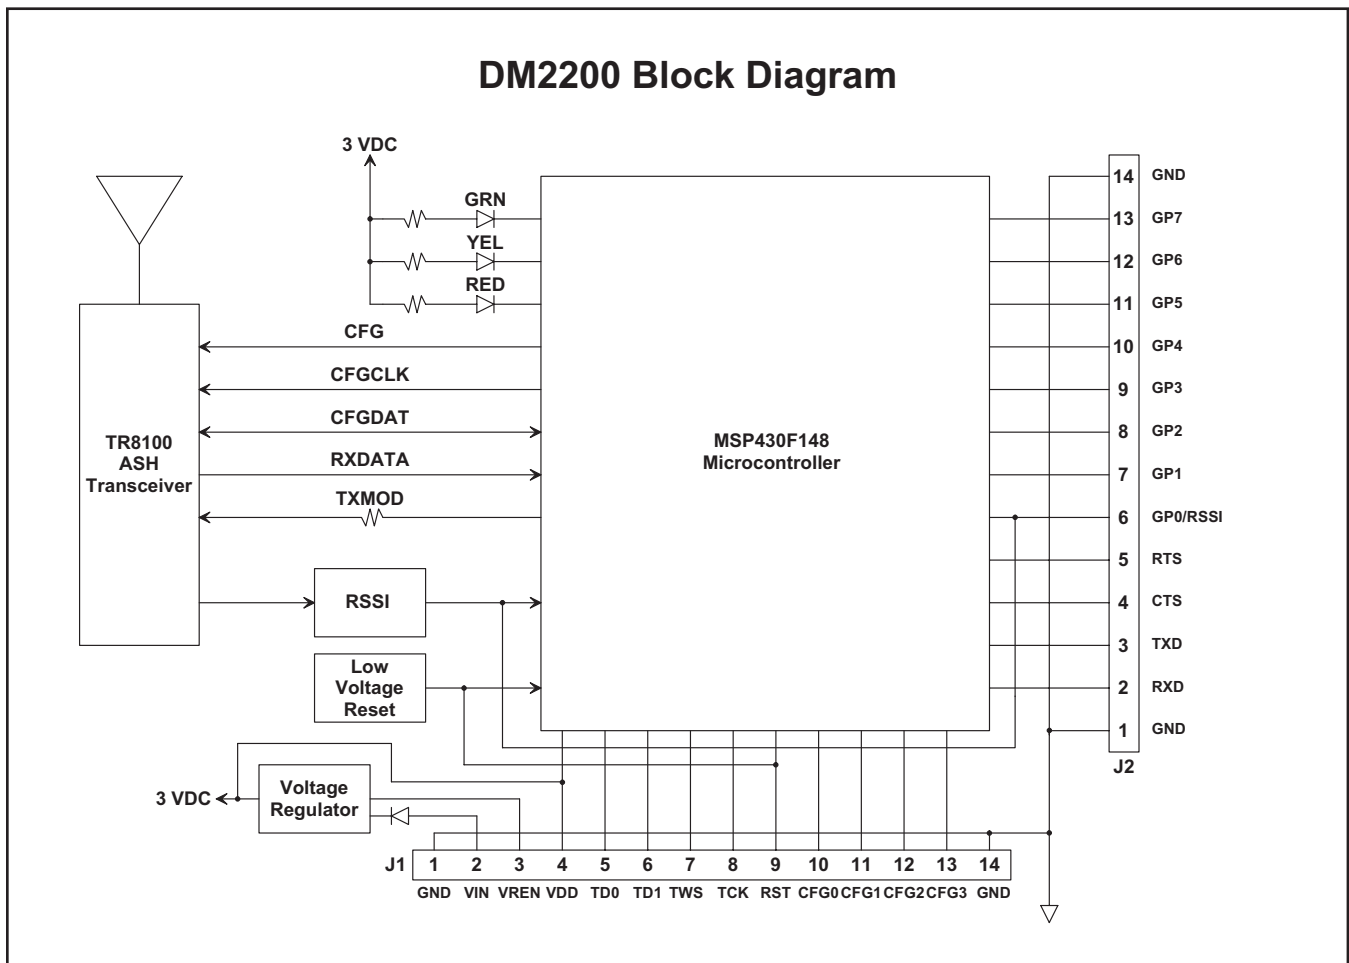 DM2200 Block Diagram
3 VDC
GRN
YEL
RED
CFG
CFGCLK
CFGDAT
RXDATA
TXMOD
TR8100
ASH
Transceiver
MSP430F148
Microcontroller
RSSI
Low
Voltage
Reset
Voltage
Regulator
3 VDC
14 GND
13 GP7
12 GP6
11 GP5
10 GP4
9 GP3
8 GP2
7 GP1
6 GP0/RSSI
5 RTS
4 CTS
3 TXD
2 RXD
1 GND
J2
J1 1 2 3 4 5 6 7 8 9 10 11 12 13 14
GND VIN VREN VDD TD0 TD1 TWS TCK RST CFG0 CFG1 CFG2 CFG3 GND